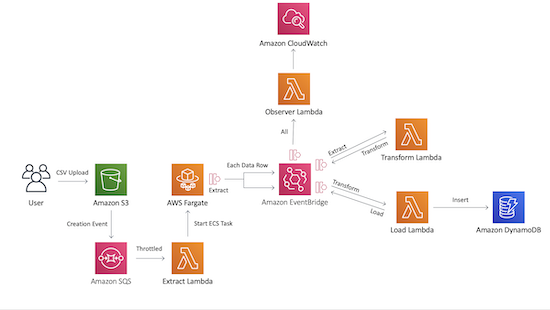 Amazon CloudWatch
Observer Lambda
All
Extract
Transform
Transform Lambda
CSV Upload
Each Data Row
User
Amazon S3
AWS Fargate
Extract
Amazon EventBridge
Transform
Load
Load Lambda
Insert
Amazon DynamoDB
Creation Event
Start ECS Task
Throttled
Amazon SQS
Extract Lambda